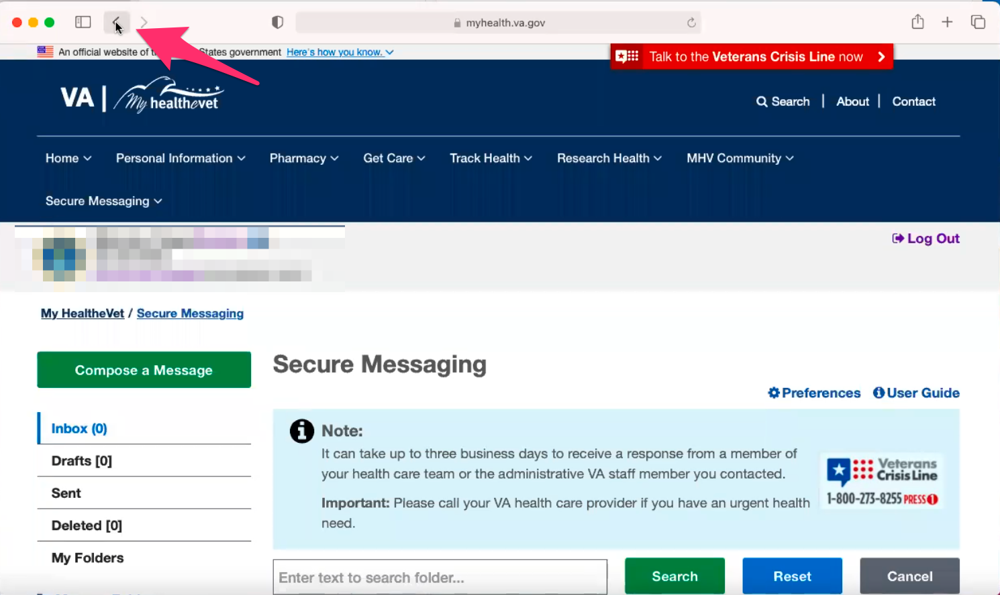 myhealth.va.gov
An official website of t States government Here's how you know.
Talk to the Veterans Crisis Line now
VA | My healthevet
Search | About | Contact
Home Personal Information Pharmacy Get Care Track Health Research Health MHV Community
Secure Messaging
Log Out
My HealtheVet / Secure Messaging
Compose a Message
Secure Messaging
Preferences User Guide
Inbox (0)
Drafts [0]
Sent
Deleted [0]
My Folders
Note:
It can take up to three business days to receive a response from a member of
your health care team or the administrative VA staff member you contacted.
Important: Please call your VA health care provider if you have an urgent health
need.
Veterans
Crisis Line
1-800-273-8255 PRESS 1
Enter text to search folder...
Search
Reset
Cancel